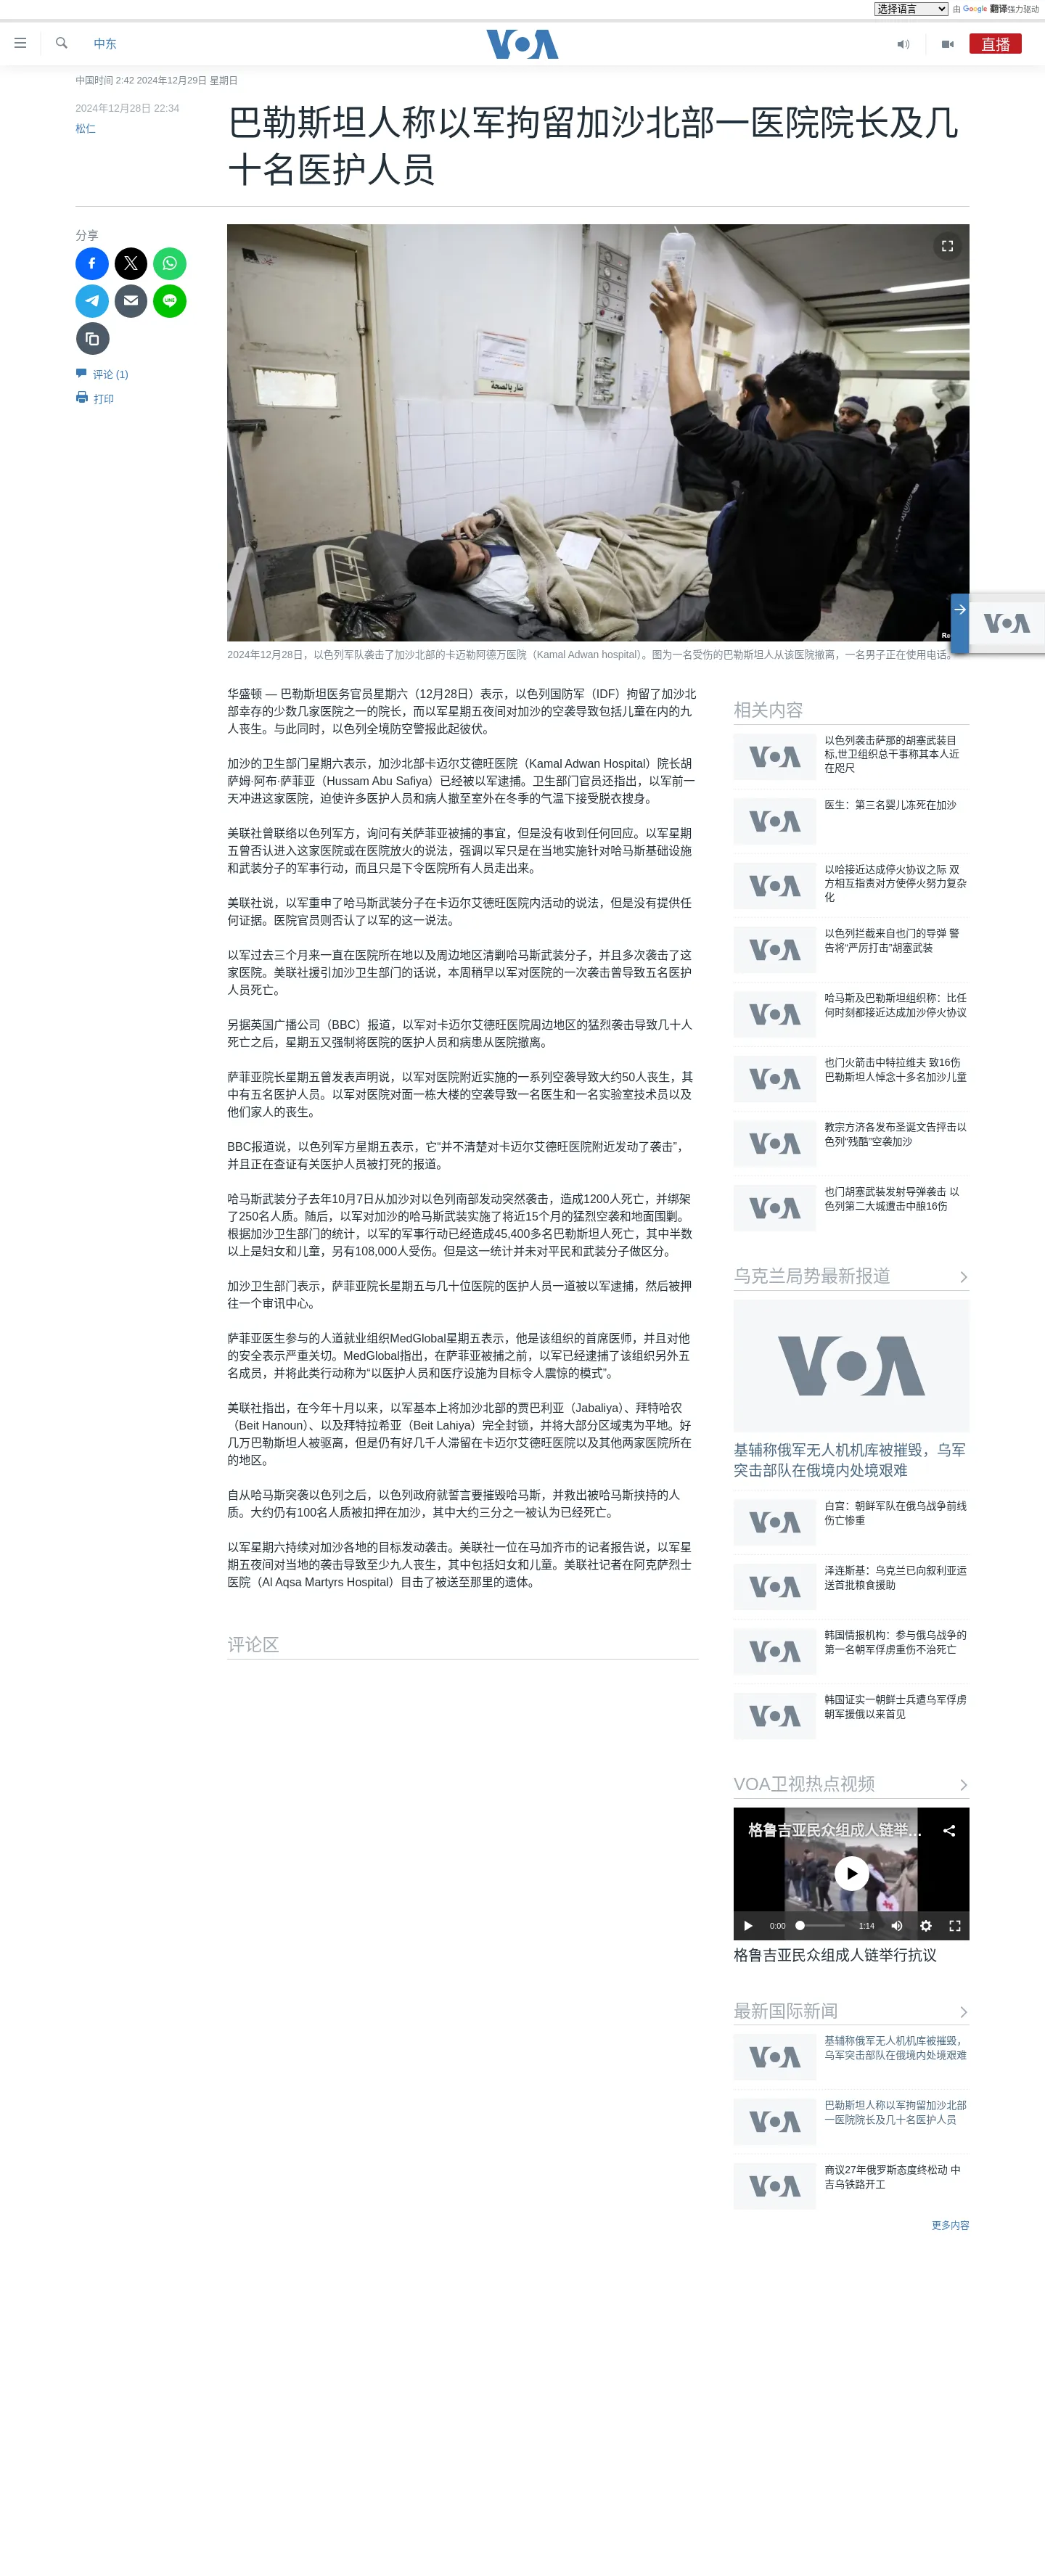 选择语言
由 Google 翻译强力驱动
中东
VOA
直播
中国时间 2:42 2024年12月29日 星期日
2024年12月28日 22:34
松仁
巴勒斯坦人称以军拘留加沙北部一医院院长及几
十名医护人员
分享
评论 (1)
打印
2024年12月28日，以色列军队袭击了加沙北部的卡迈勒阿德万医院（Kamal Adwan hospital）。图为一名受伤的巴勒斯坦人从该医院撤离，一名男子正在使用电话。
华盛顿 — 巴勒斯坦医务官员星期六（12月28日）表示，以色列国防军（IDF）拘留了加沙北
部幸存的少数几家医院之一的院长，而以军星期五夜间对加沙的空袭导致包括儿童在内的九
人丧生。与此同时，以色列全境防空警报此起彼伏。
加沙的卫生部门星期六表示，加沙北部卡迈尔艾德旺医院（Kamal Adwan Hospital）院长胡
萨姆·阿布·萨菲亚（Hussam Abu Safiya）已经被以军逮捕。卫生部门官员还指出，以军前一
天冲进这家医院，迫使许多医护人员和病人撤至室外在冬季的气温下接受脱衣搜身。
美联社曾联络以色列军方，询问有关萨菲亚被捕的事宜，但是没有收到任何回应。以军星期
五曾否认进入这家医院或在医院放火的说法，强调以军只是在当地实施针对哈马斯基础设施
和武装分子的军事行动，而且只是下令医院所有人员走出来。
美联社说，以军重申了哈马斯武装分子在卡迈尔艾德旺医院内活动的说法，但是没有提供任
何证据。医院官员则否认了以军的这一说法。
以军过去三个月来一直在医院所在地以及周边地区清剿哈马斯武装分子，并且多次袭击了这
家医院。美联社援引加沙卫生部门的话说，本周稍早以军对医院的一次袭击曾导致五名医护
人员死亡。
另据英国广播公司（BBC）报道，以军对卡迈尔艾德旺医院周边地区的猛烈袭击导致几十人
死亡之后，星期五又强制将医院的医护人员和病患从医院撤离。
萨菲亚院长星期五曾发表声明说，以军对医院附近实施的一系列空袭导致大约50人丧生，其
中有五名医护人员。以军对医院对面一栋大楼的空袭导致一名医生和一名实验室技术员以及
他们家人的丧生。
BBC报道说，以色列军方星期五表示，它“并不清楚对卡迈尔艾德旺医院附近发动了袭击”，
并且正在查证有关医护人员被打死的报道。
哈马斯武装分子去年10月7日从加沙对以色列南部发动突然袭击，造成1200人死亡，并绑架
了250名人质。随后，以军对加沙的哈马斯武装实施了将近15个月的猛烈空袭和地面围剿。
根据加沙卫生部门的统计，以军的军事行动已经造成45,400多名巴勒斯坦人死亡，其中半数
以上是妇女和儿童，另有108,000人受伤。但是这一统计并未对平民和武装分子做区分。
加沙卫生部门表示，萨菲亚院长星期五与几十位医院的医护人员一道被以军逮捕，然后被押
往一个审讯中心。
萨菲亚医生参与的人道就业组织MedGlobal星期五表示，他是该组织的首席医师，并且对他
的安全表示严重关切。MedGlobal指出，在萨菲亚被捕之前，以军已经逮捕了该组织另外五
名成员，并将此类行动称为“以医护人员和医疗设施为目标令人震惊的模式”。
美联社指出，在今年十月以来，以军基本上将加沙北部的贾巴利亚（Jabaliya）、拜特哈农
（Beit Hanoun）、以及拜特拉希亚（Beit Lahiya）完全封锁，并将大部分区域夷为平地。好
几万巴勒斯坦人被驱离，但是仍有好几千人滞留在卡迈尔艾德旺医院以及其他两家医院所在
的地区。
自从哈马斯突袭以色列之后，以色列政府就誓言要摧毁哈马斯，并救出被哈马斯挟持的人
质。大约仍有100名人质被扣押在加沙，其中大约三分之一被认为已经死亡。
以军星期六持续对加沙各地的目标发动袭击。美联社一位在马加齐市的记者报告说，以军星
期五夜间对当地的袭击导致至少九人丧生，其中包括妇女和儿童。美联社记者在阿克萨烈士
医院（Al Aqsa Martyrs Hospital）目击了被送至那里的遗体。
评论区
相关内容
以色列袭击萨那的胡塞武装目
标,世卫组织总干事称其本人近
在咫尺
医生：第三名婴儿冻死在加沙
以哈接近达成停火协议之际 双
方相互指责对方使停火努力复杂
化
以色列拦截来自也门的导弹 警
告将“严厉打击”胡塞武装
哈马斯及巴勒斯坦组织称：比任
何时刻都接近达成加沙停火协议
也门火箭击中特拉维夫 致16伤
巴勒斯坦人悼念十多名加沙儿童
教宗方济各发布圣诞文告抨击以
色列“残酷”空袭加沙
也门胡塞武装发射导弹袭击 以
色列第二大城遭击中酿16伤
乌克兰局势最新报道
VOA
基辅称俄军无人机机库被摧毁，乌军
突击部队在俄境内处境艰难
白宫：朝鲜军队在俄乌战争前线
伤亡惨重
泽连斯基：乌克兰已向叙利亚运
送首批粮食援助
韩国情报机构：参与俄乌战争的
第一名朝军俘虏重伤不治死亡
韩国证实一朝鲜士兵遭乌军俘虏
朝军援俄以来首见
VOA卫视热点视频
格鲁吉亚民众组成人链举...
0:00
1:14
格鲁吉亚民众组成人链举行抗议
最新国际新闻
基辅称俄军无人机机库被摧毁，
乌军突击部队在俄境内处境艰难
巴勒斯坦人称以军拘留加沙北部
一医院院长及几十名医护人员
商议27年俄罗斯态度终松动 中
吉乌铁路开工
更多内容